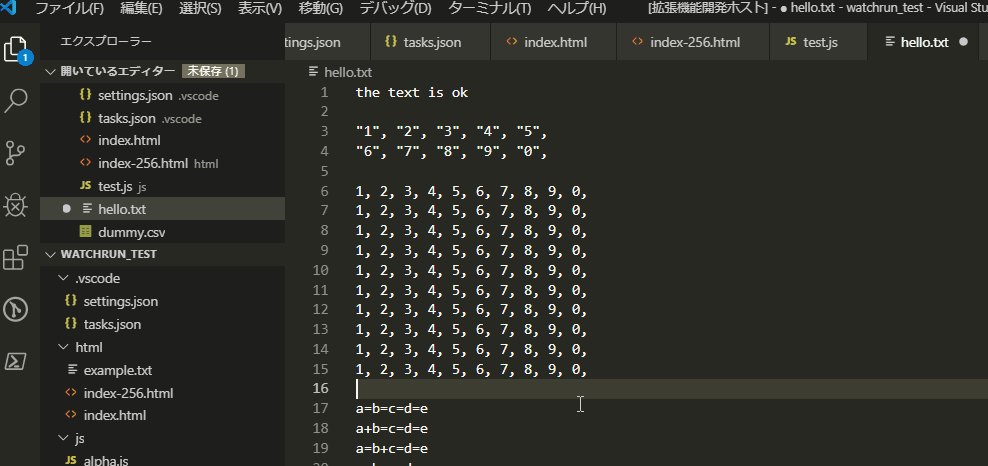 ファイル(F) 編集(E) 選択(S) 表示(V) 移動(G) デバッグ(D) ターミナル(T) ヘルプ(H) [拡張機能開発ホスト] - ● hello.txt - watchrun_test - Visual Stu
エクスプローラー
tings.json
{} tasks.json
<> index.html
<> index-256.html
JS test.js
hello.txt ●
1
開いているエディター 未保存 (1)
{} settings.json .vscode
{} tasks.json .vscode
<> index.html
<> index-256.html html
JS test.js js
● hello.txt
dummy.csv
WATCHRUN_TEST
.vscode
{} settings.json
{} tasks.json
html
example.txt
<> index-256.html
<> index.html
js
JS alpha.js
hello.txt
1 the text is ok
2
3 "1", "2", "3", "4", "5",
4 "6", "7", "8", "9", "0",
5
6 1, 2, 3, 4, 5, 6, 7, 8, 9, 0,
7 1, 2, 3, 4, 5, 6, 7, 8, 9, 0,
8 1, 2, 3, 4, 5, 6, 7, 8, 9, 0,
9 1, 2, 3, 4, 5, 6, 7, 8, 9, 0,
10 1, 2, 3, 4, 5, 6, 7, 8, 9, 0,
11 1, 2, 3, 4, 5, 6, 7, 8, 9, 0,
12 1, 2, 3, 4, 5, 6, 7, 8, 9, 0,
13 1, 2, 3, 4, 5, 6, 7, 8, 9, 0,
14 1, 2, 3, 4, 5, 6, 7, 8, 9, 0,
15 1, 2, 3, 4, 5, 6, 7, 8, 9, 0,
16
17 a=b=c=d=e
18 a+b=c=d=e
19 a=b+c=d=e